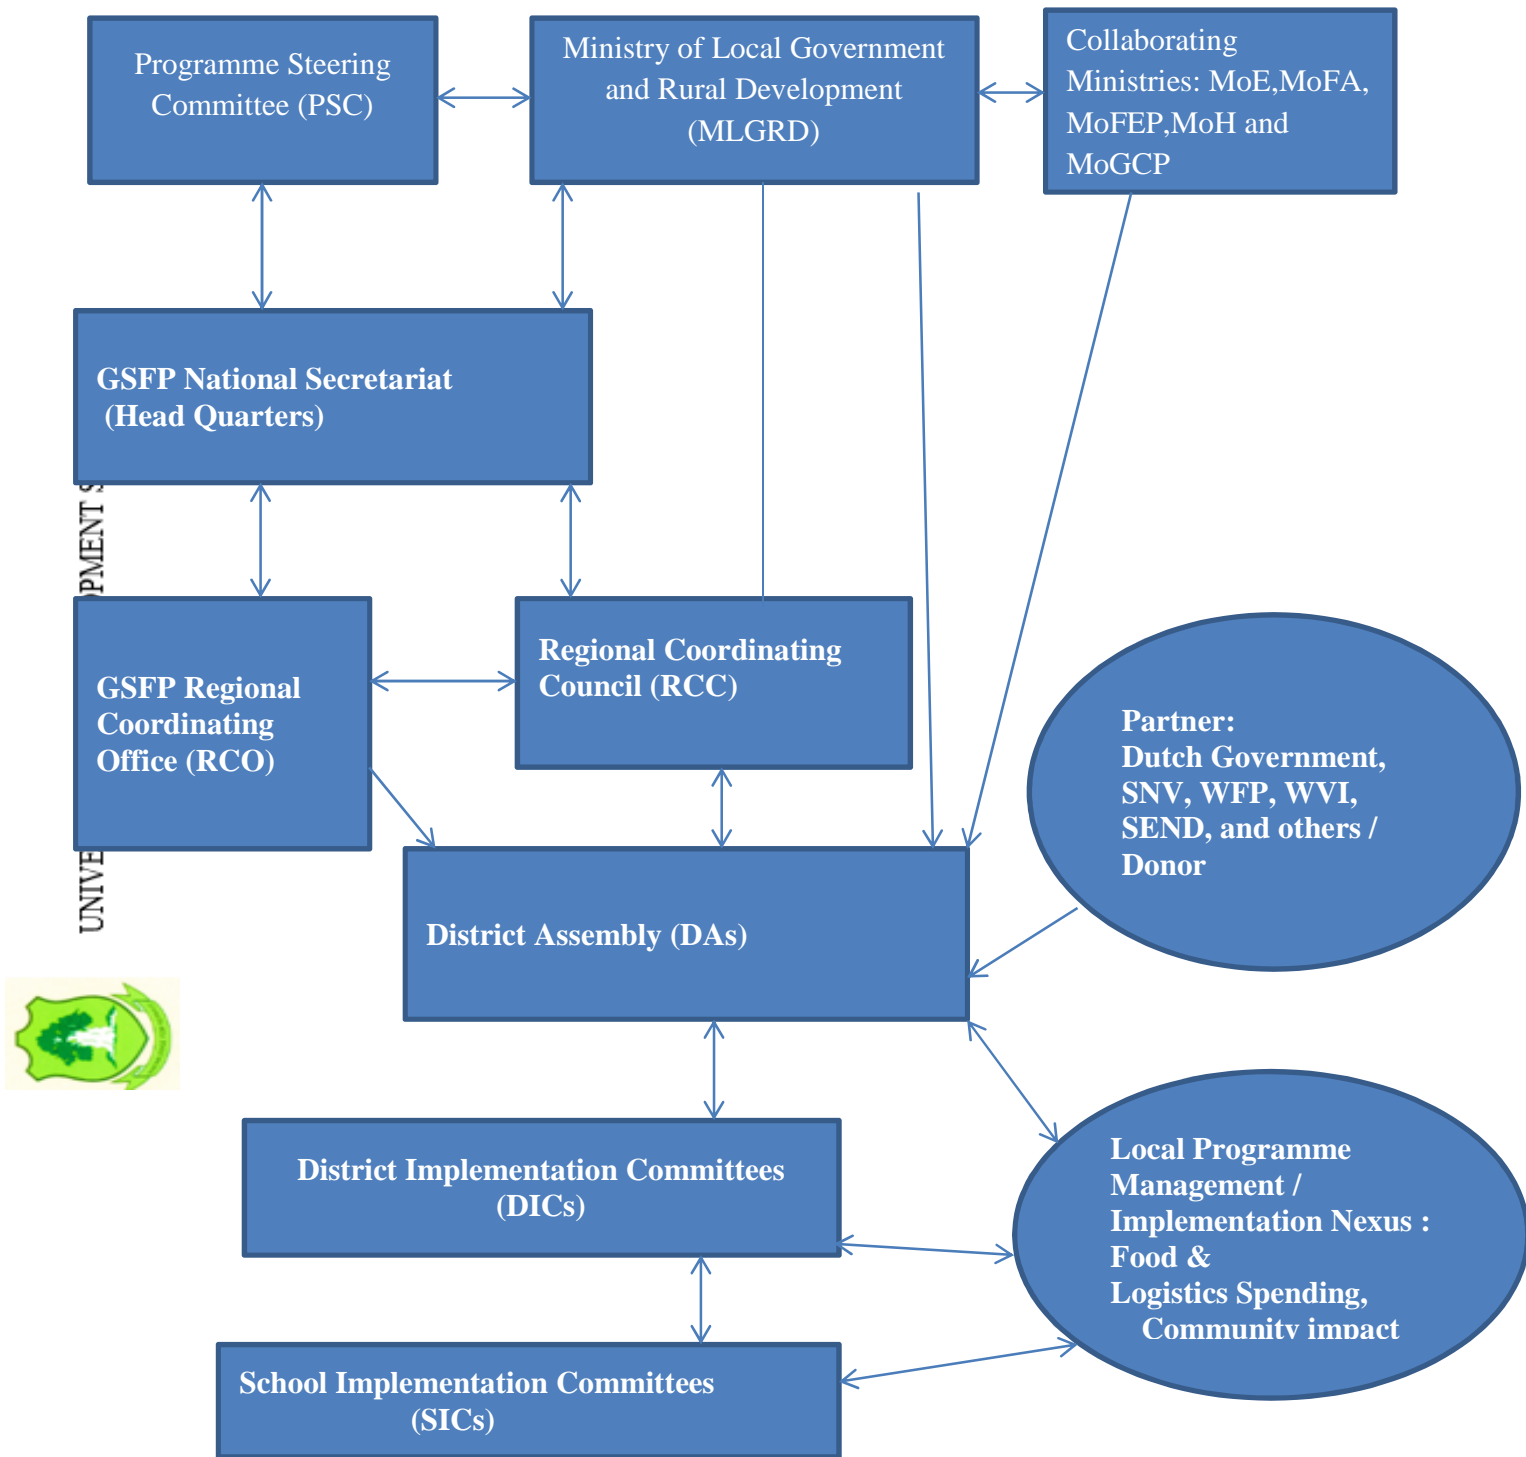 Programme Steering
Committee (PSC)
Ministry of Local Government
and Rural Development
(MLGRD)
Collaborating
Ministries: MoE,MoFA,
MoFEP,MoH and
MoGCP
GSFP National Secretariat
(Head Quarters)
GSFP Regional
Coordinating
Office (RCO)
Regional Coordinating
Council (RCC)
Partner:
Dutch Government,
SNV, WFP, WVI,
SEND, and others /
Donor
District Assembly (DAs)
District Implementation Committees
(DICs)
Local Programme
Management /
Implementation Nexus :
Food &
Logistics Spending,
Community impact
School Implementation Committees
(SICs)